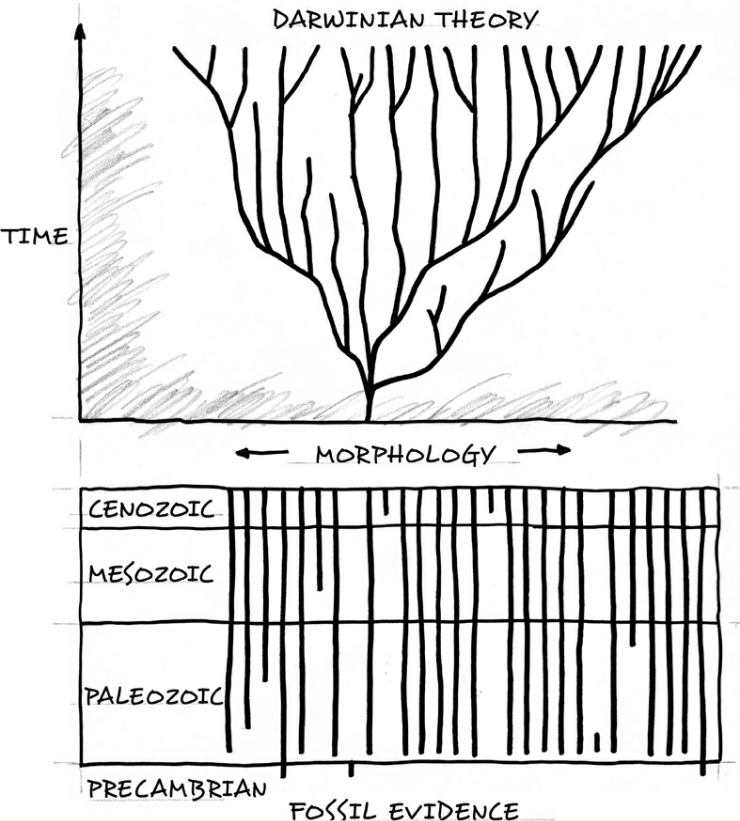 DARWINIAN THEORY
TIME
MORPHOLOGY
CENOZOIC
MESOZOIC
PALEOZOIC
PRECAMBRIAN
FOSSIL EVIDENCE